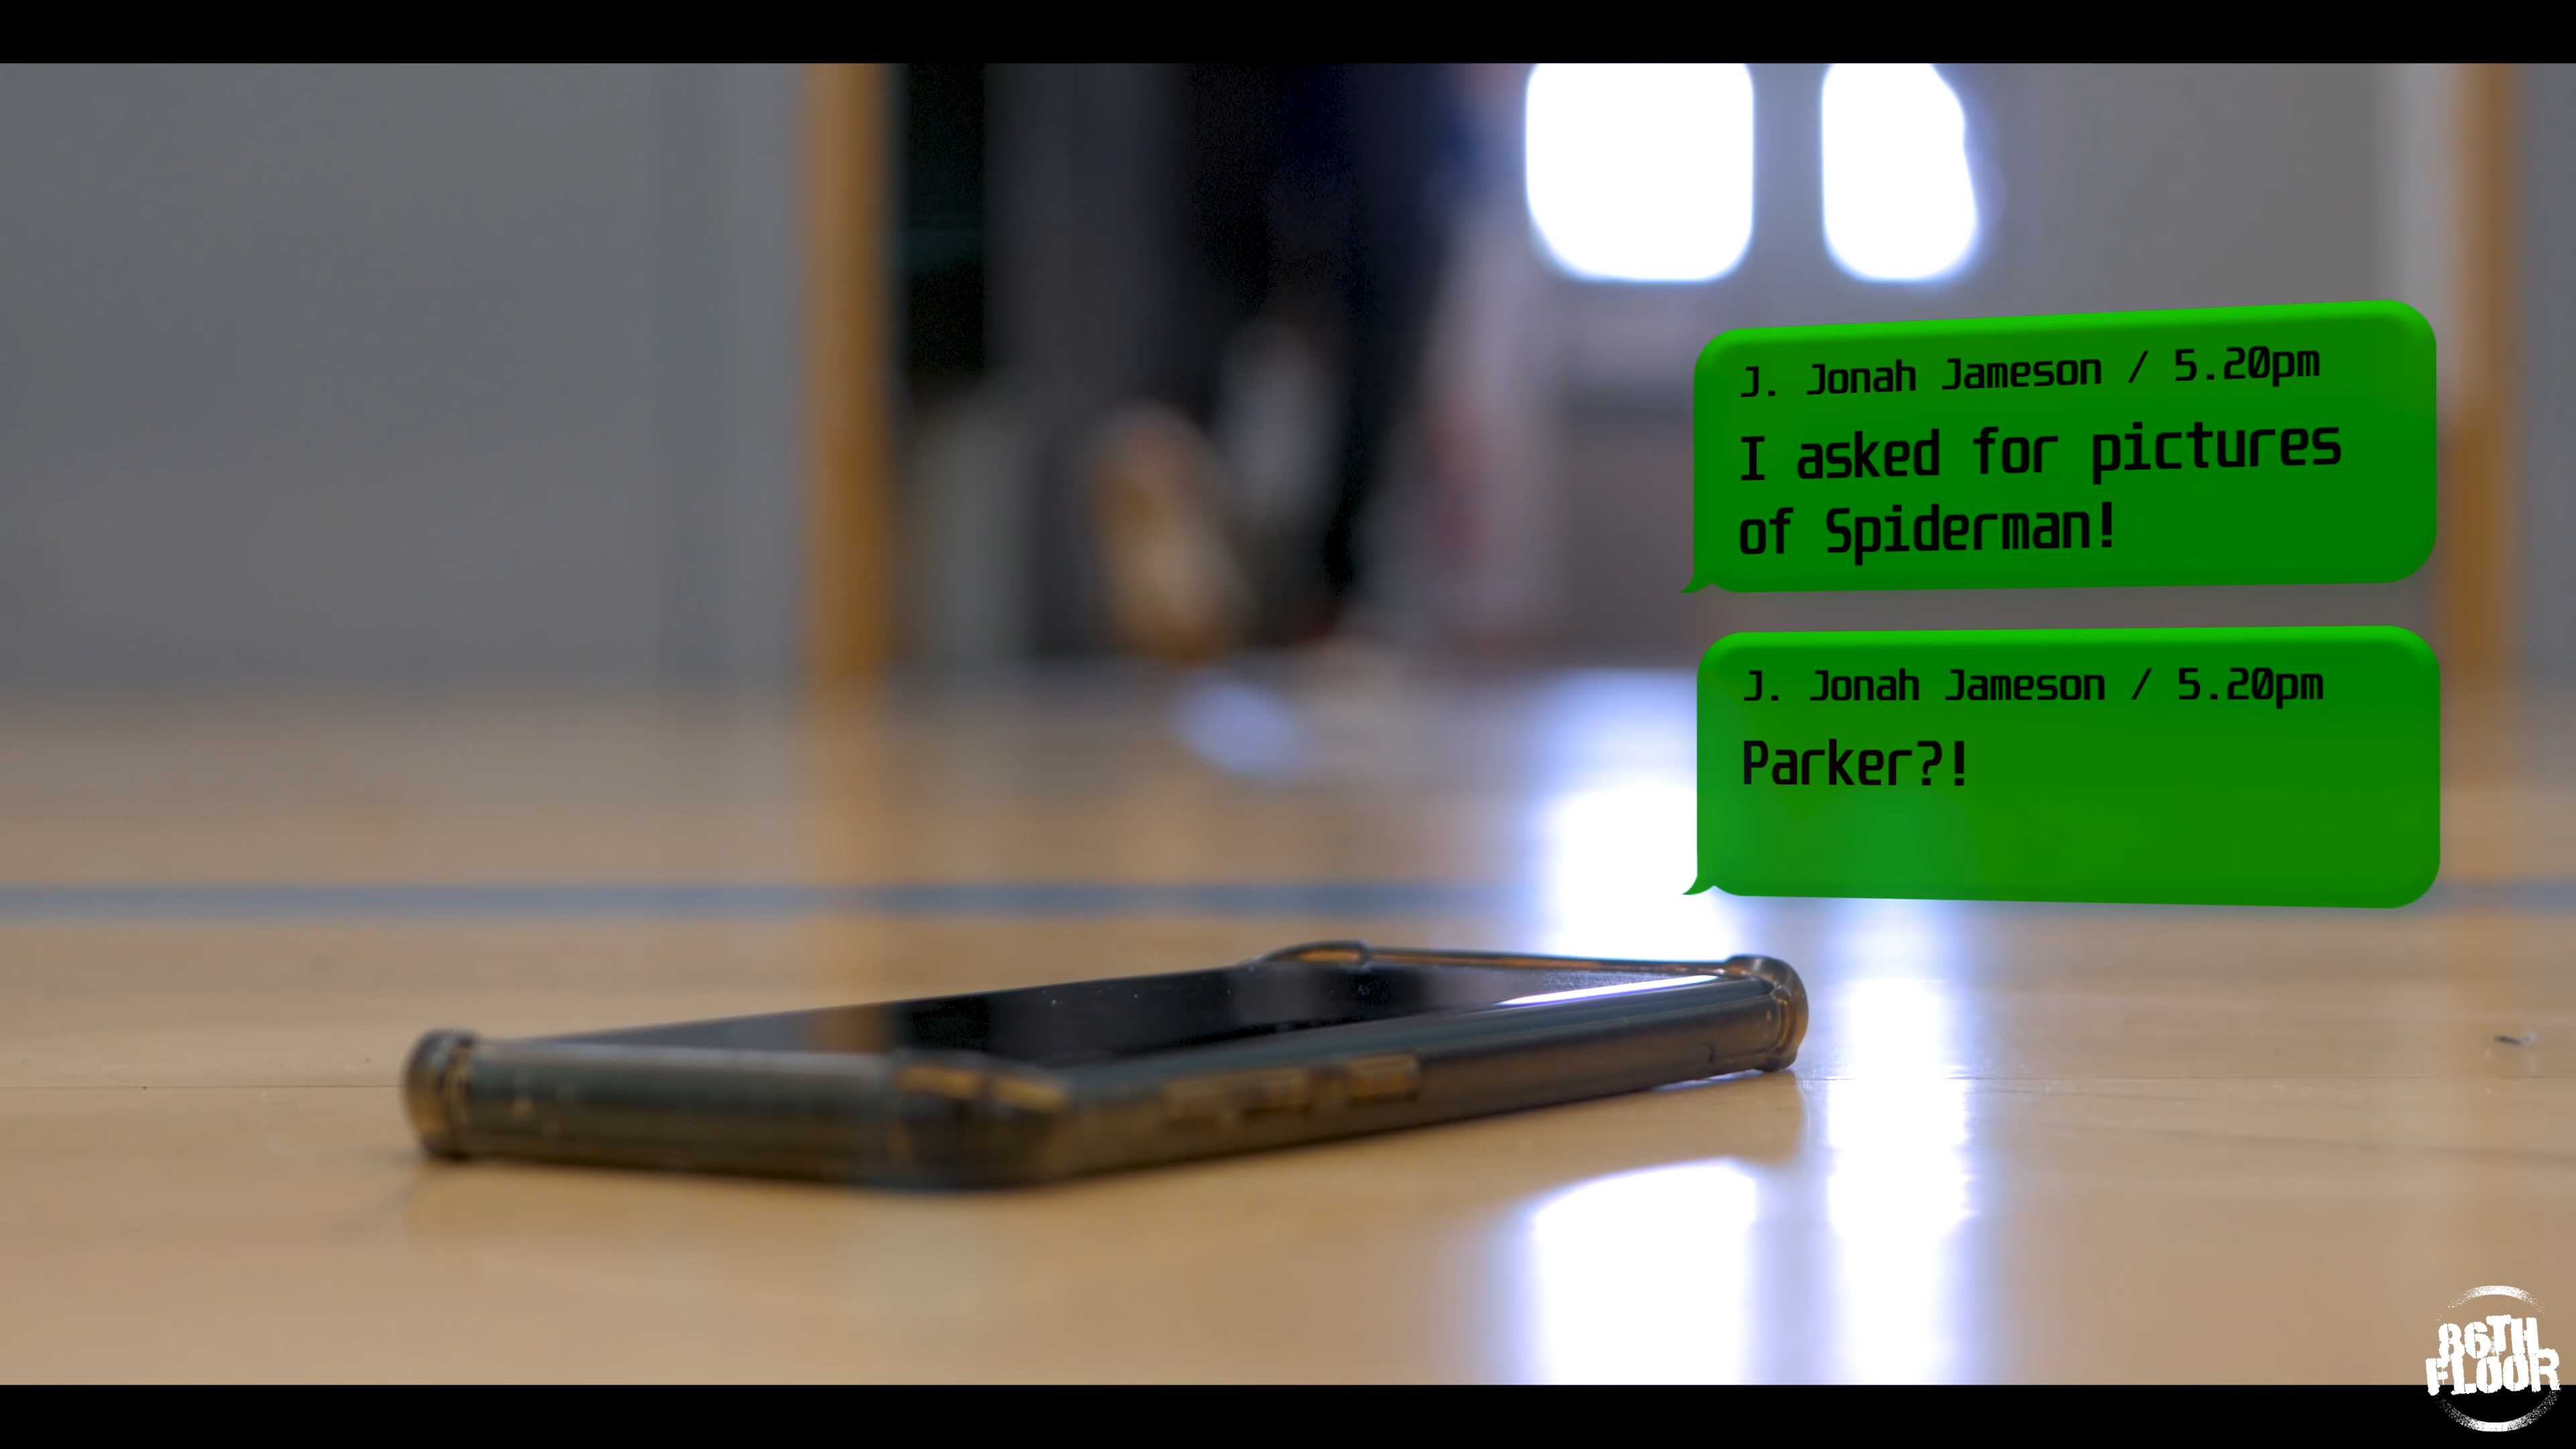 J. Jonah Jameson / 5.20pm
I asked for pictures
of Spiderman!
J. Jonah Jameson / 5.20pm
Parker?!
86TH
FLOOR